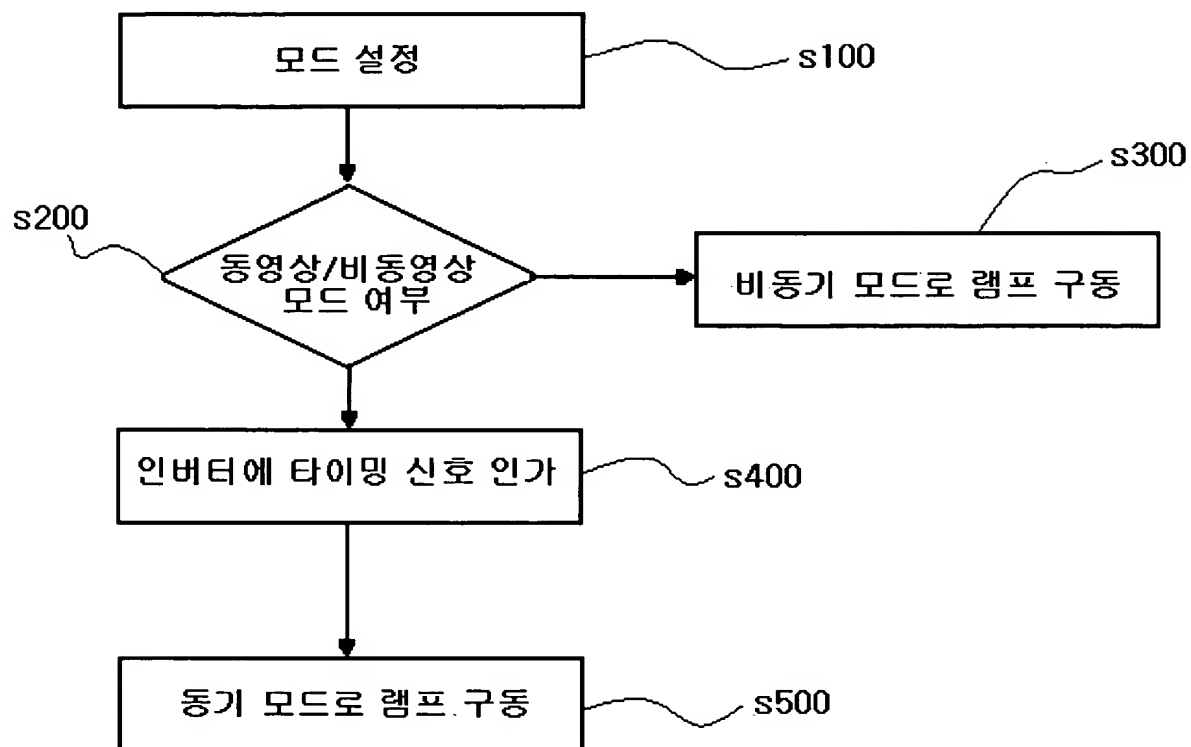 모드 설정
s100
s300
s200
동영상/비동영상
모드 여부
비동기 모드로 램프 구동
인버터에 타이밍 신호 인가
s400
동기 모드로 램프 구동
s500